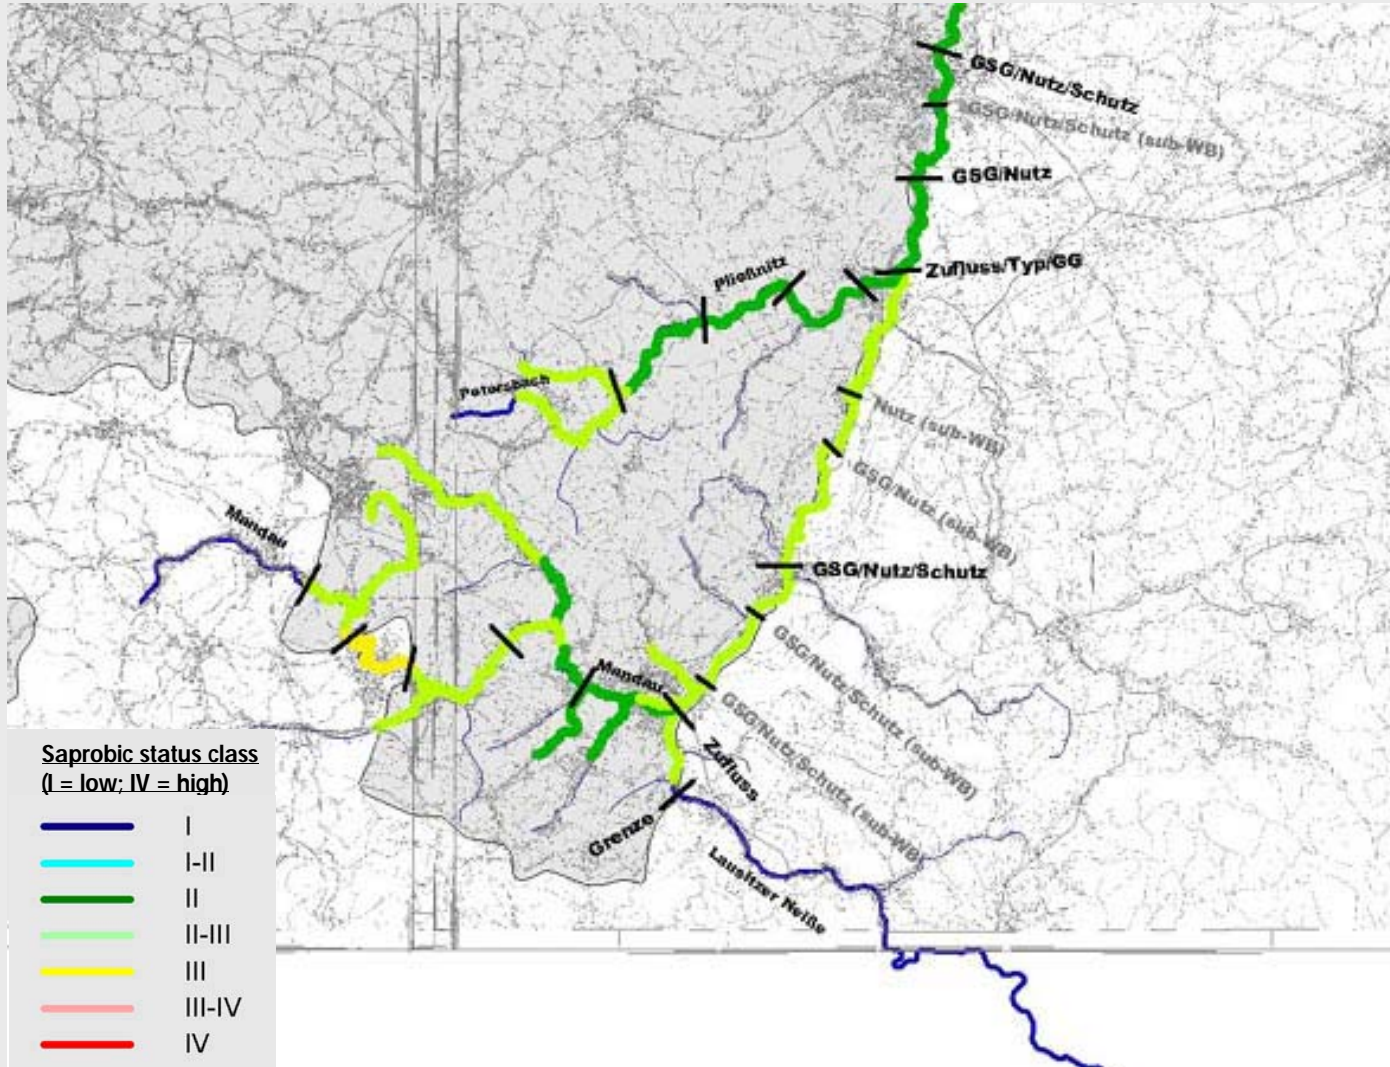 GSG/Nutz/Schutz
GSG/Nutz/Schutz (sub-WB)
GSG/Nutz
Zufluss/Typ/GG
Pließnitz
Petersbach
Nutz (sub-WB)
GSG/Nutz (sub-WB)
Mandau
GSG/Nutz/Schutz
GSG/Nutz/Schutz (sub-WB)
Mandau
GSG/Nutz/Schutz (sub-WB)
Zufluss
Grenze
Lausitzer Neiße
Saprobic status class
(I = low; IV = high)
I
I-II
II
II-III
III
III-IV
IV